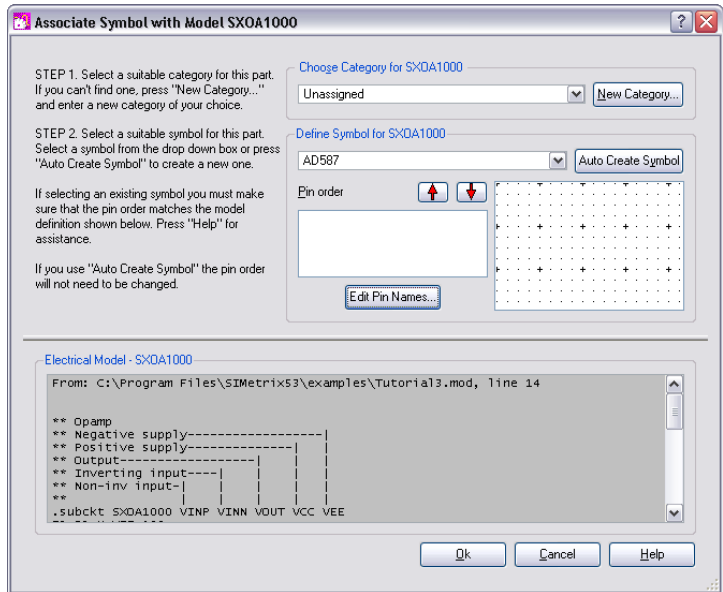 Associate Symbol with Model SXOA1000
STEP 1. Select a suitable category for this part.
If you can't find one, press "New Category..."
and enter a new category of your choice.
STEP 2. Select a suitable symbol for this part.
Select a symbol from the drop down box or press
"Auto Create Symbol" to create a new one.
If selecting an existing symbol you must make
sure that the pin order matches the model
definition shown below. Press "Help" for
assistance.
If you use "Auto Create Symbol" the pin order
will not need to be changed.
Choose Category for SXOA1000
Unassigned
New Category...
Define Symbol for SXOA1000
AD587
Auto Create Symbol
Pin order
Edit Pin Names...
Electrical Model - SXOA1000
From: C:\Program Files\SIMetrix53\examples\Tutorial3.mod, line 14
** Opamp
** Negative supply-------------------|
** Positive supply---------------|   |
** Output-------------------|    |   |
** Inverting input----|     |    |   |
** Non-inv input-|    |     |    |   |
**               |    |     |    |   |
.subckt SXOA1000 VINP VINN VOUT VCC VEE
Ok
Cancel
Help